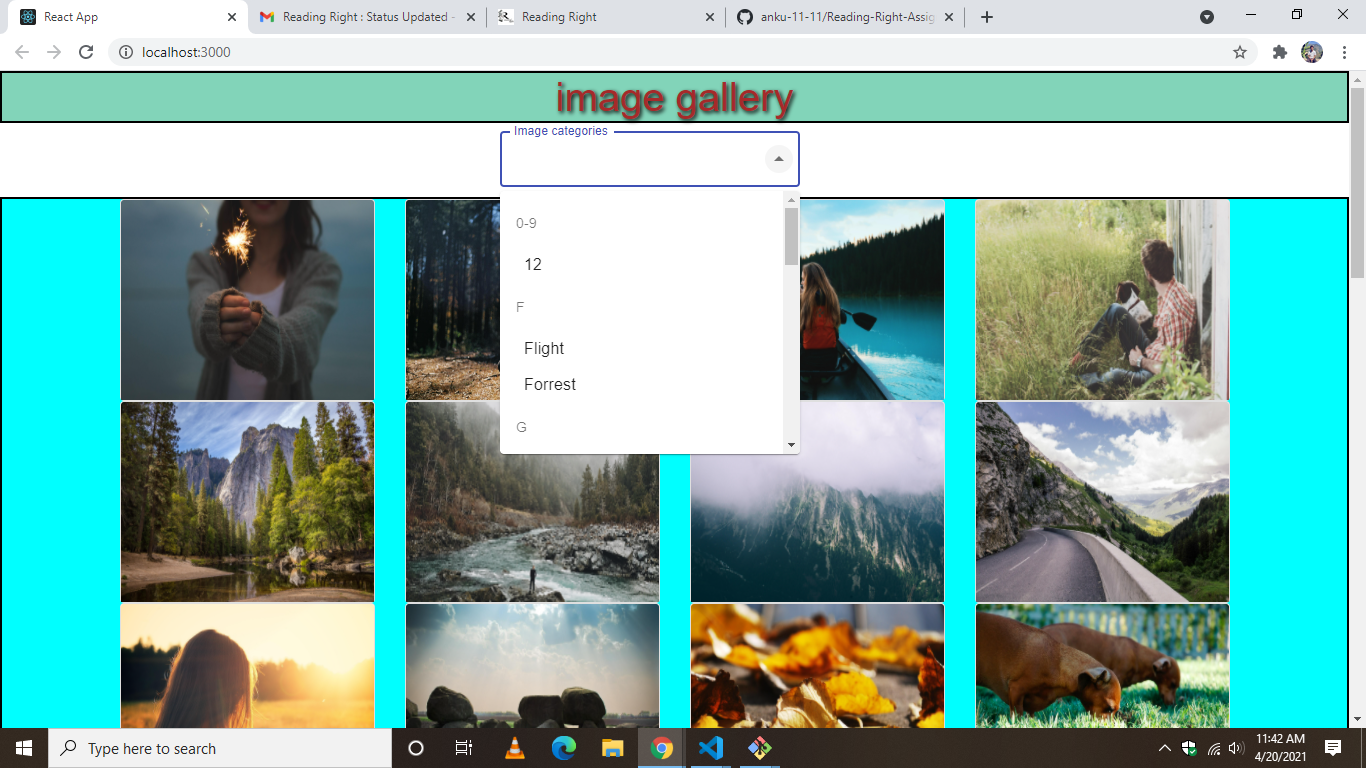 React App
Reading Right : Status Updated -
Reading Right
anku-11-11/Reading-Right-Assig
localhost:3000
image gallery
Image categories
0-9
12
F
Flight
Forrest
G
Type here to search
11:42 AM
4/20/2021